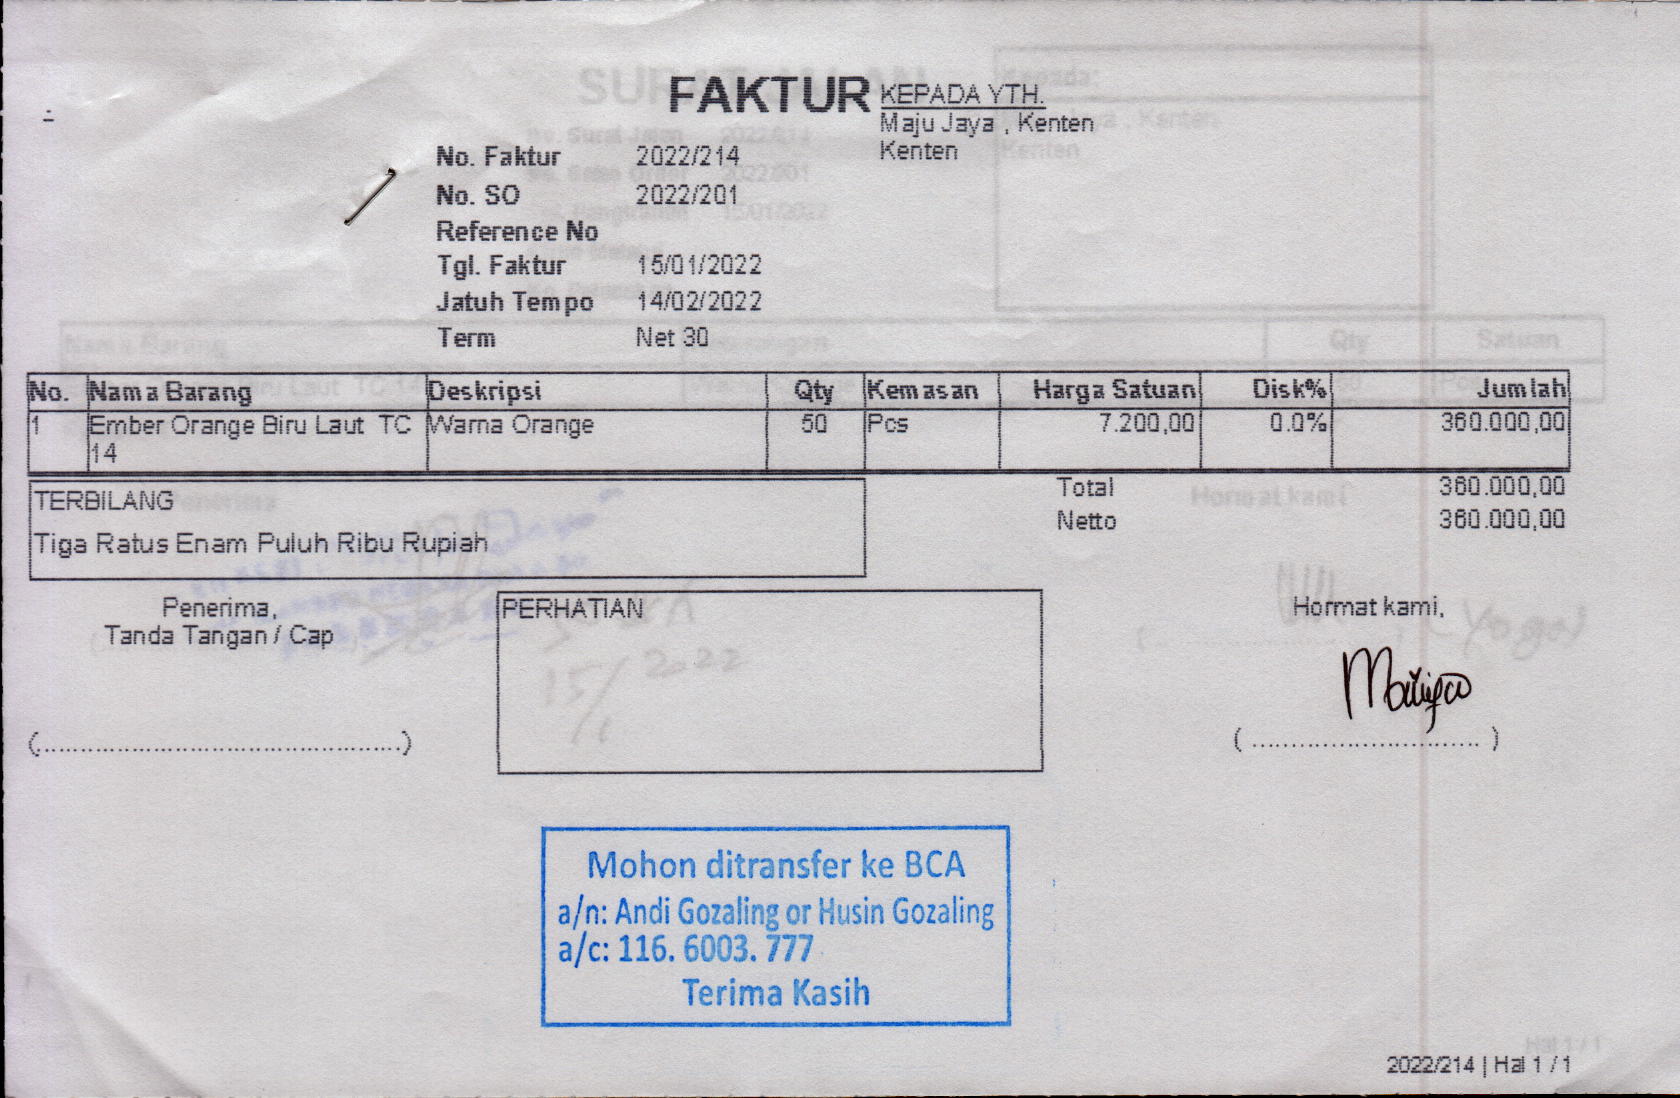 FAKTUR
KEPADA YTH.
Maju Jaya , Kenten
Kenten
No. Faktur 2022/214
No. SO 2022/201
Reference No
Tgl. Faktur 15/01/2022
Jatuh Tempo 14/02/2022
Term Net 30
No. Nama Barang Deskripsi Qty Kemasan Harga Satuan Disk% Jumlah
1 Ember Orange Biru Laut TC 14 Warna Orange 50 Pcs 7.200,00 0.0% 360.000,00
Total 360.000,00
Netto 360.000,00
TERBILANG
Tiga Ratus Enam Puluh Ribu Rupiah
Penerima,
Tanda Tangan / Cap
(................................................)
PERHATIAN
Hormat kami,
( ............................. )
Mohon ditransfer ke BCA
a/n: Andi Gozaling or Husin Gozaling
a/c: 116. 6003. 777
Terima Kasih
2022/214 | Hal 1 / 1